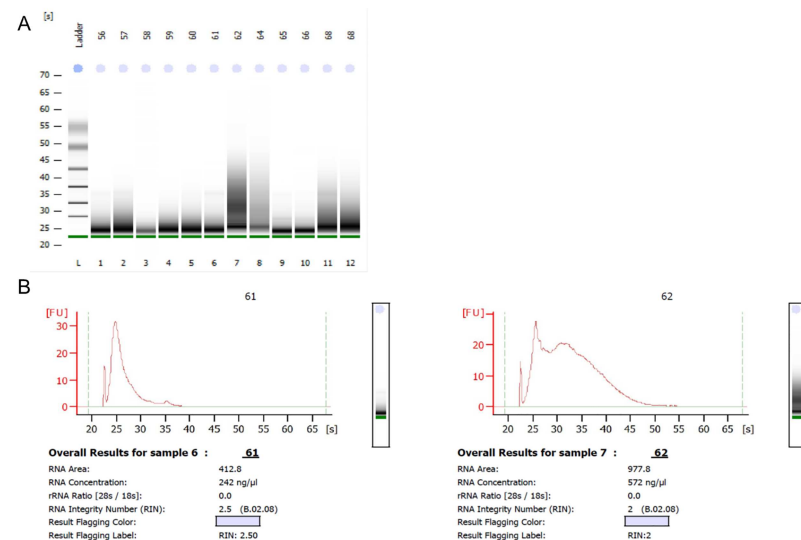 A
[s]
Ladder 56 57 58 59 60 61 62 64 65 66 68 68
70
65
60
55
50
45
40
35
30
25
20
L 1 2 3 4 5 6 7 8 9 10 11 12
B
61
[FU]
30
20
10
0
20 25 30 35 40 45 50 55 60 65 [s]
Overall Results for sample 6 : 61
RNA Area: 412.8
RNA Concentration: 242 ng/µl
rRNA Ratio [28s / 18s]: 0.0
RNA Integrity Number (RIN): 2.5 (B.02.08)
Result Flagging Color:
Result Flagging Label: RIN: 2.50
62
[FU]
20
10
0
20 25 30 35 40 45 50 55 60 65 [s]
Overall Results for sample 7 : 62
RNA Area: 977.8
RNA Concentration: 572 ng/µl
rRNA Ratio [28s / 18s]: 0.0
RNA Integrity Number (RIN): 2 (B.02.08)
Result Flagging Color:
Result Flagging Label: RIN:2